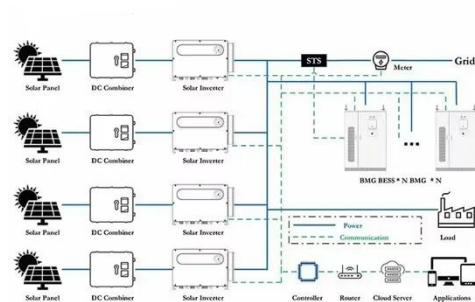 STS
Meter
Grid
Solar Panel DC Combiner Solar Inverter
Solar Panel DC Combiner Solar Inverter
BMG BESS * N BMG * N
Solar Panel DC Combiner Solar Inverter
Power
Communication
Load
Solar Panel DC Combiner Solar Inverter
Controller Router Cloud Server Applications